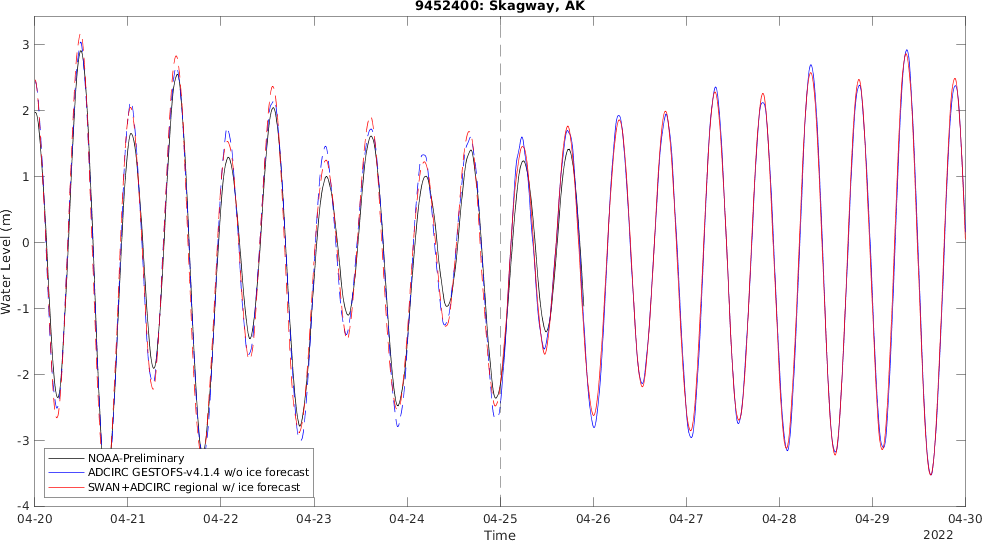 9452400: Skagway, AK
3
2
1
0
-1
-2
-3
-4
Water Level (m)
NOAA-Preliminary
ADCIRC GESTOFS-v4.1.4 w/o ice forecast
SWAN+ADCIRC regional w/ ice forecast
04-20 04-21 04-22 04-23 04-24 04-25 04-26 04-27 04-28 04-29 04-30
Time
2022